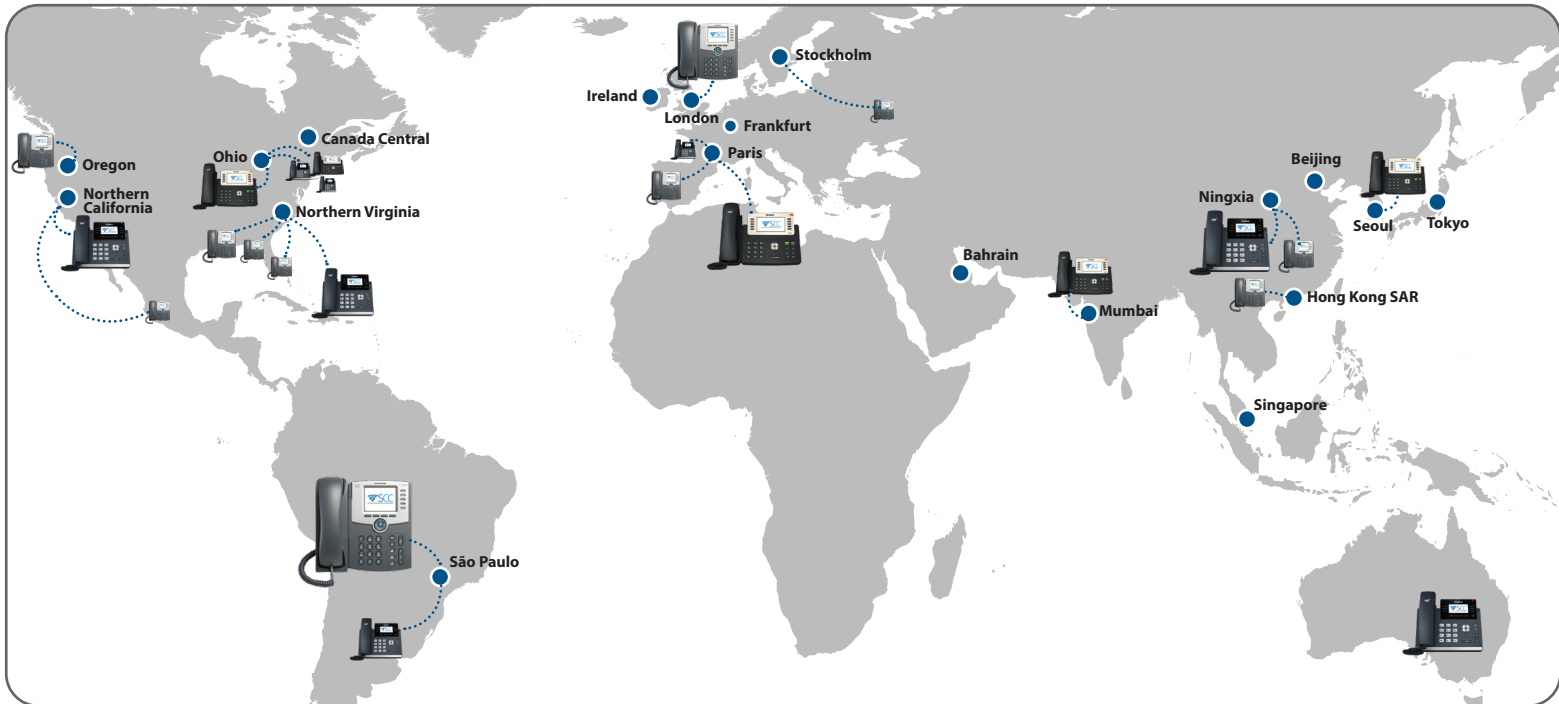 Stockholm
Ireland
London
Frankfurt
Canada Central
Ohio
Paris
Oregon
Beijing
Northern
California
Ningxia
Northern Virginia
Seoul
Tokyo
Bahrain
Mumbai
Hong Kong SAR
Singapore
SCC
São Paulo